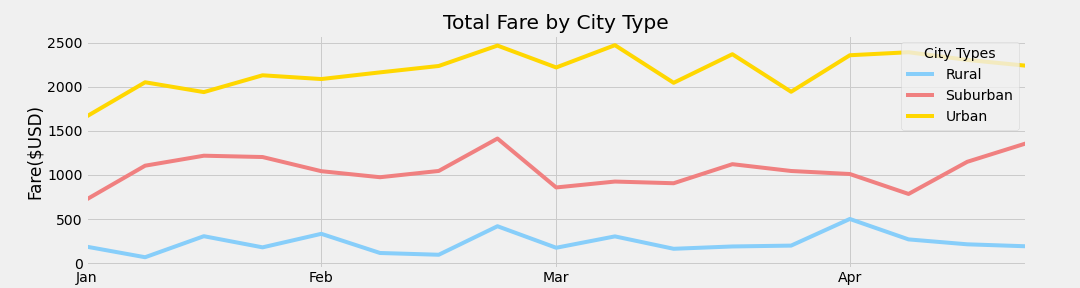 Total Fare by City Type
Fare($USD)
2500
2000
1500
1000
500
0
Jan
Feb
Mar
Apr
City Types
Rural
Suburban
Urban